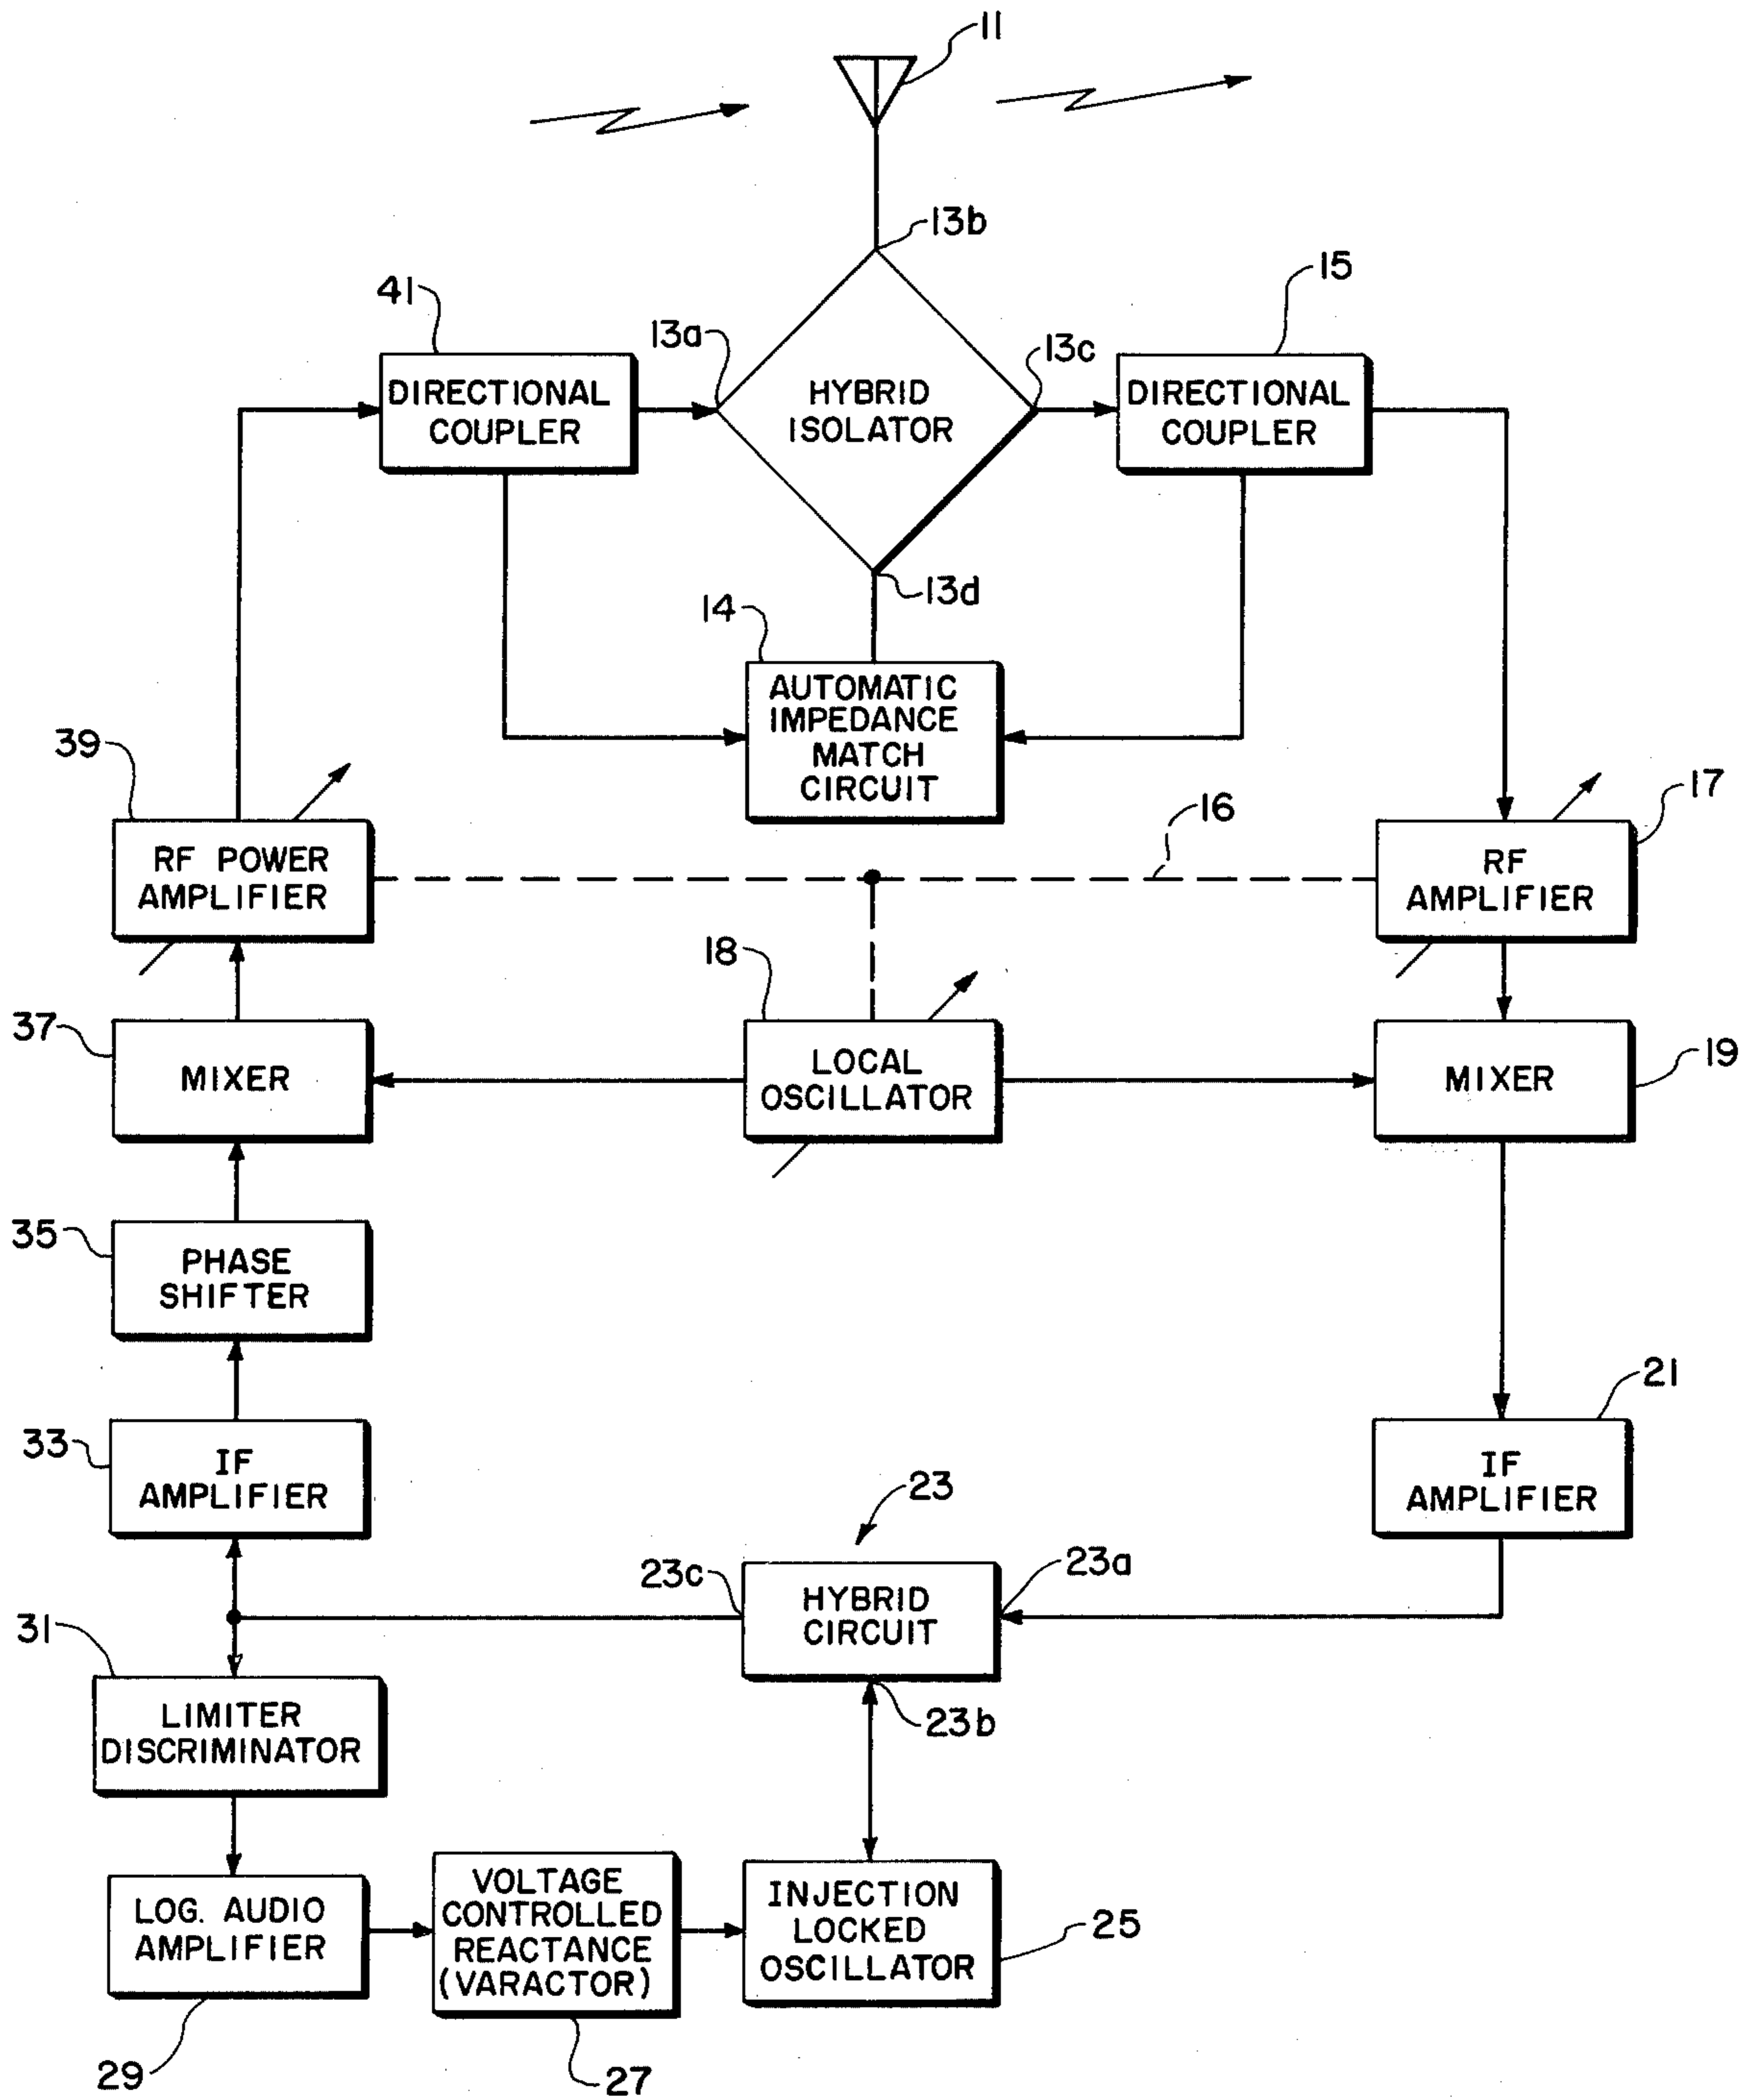 11
13b
41
15
13a
13c
DIRECTIONAL
COUPLER
HYBRID
ISOLATOR
DIRECTIONAL
COUPLER
13d
14
AUTOMATIC
IMPEDANCE
MATCH
CIRCUIT
39
16
17
RF POWER
AMPLIFIER
RF
AMPLIFIER
18
37
MIXER
LOCAL
OSCILLATOR
MIXER
19
35
PHASE
SHIFTER
21
33
IF
AMPLIFIER
23
IF
AMPLIFIER
23c
23a
HYBRID
CIRCUIT
31
LIMITER
DISCRIMINATOR
23b
LOG. AUDIO
AMPLIFIER
VOLTAGE
CONTROLLED
REACTANCE
(VARACTOR)
INJECTION
LOCKED
OSCILLATOR
25
29
27